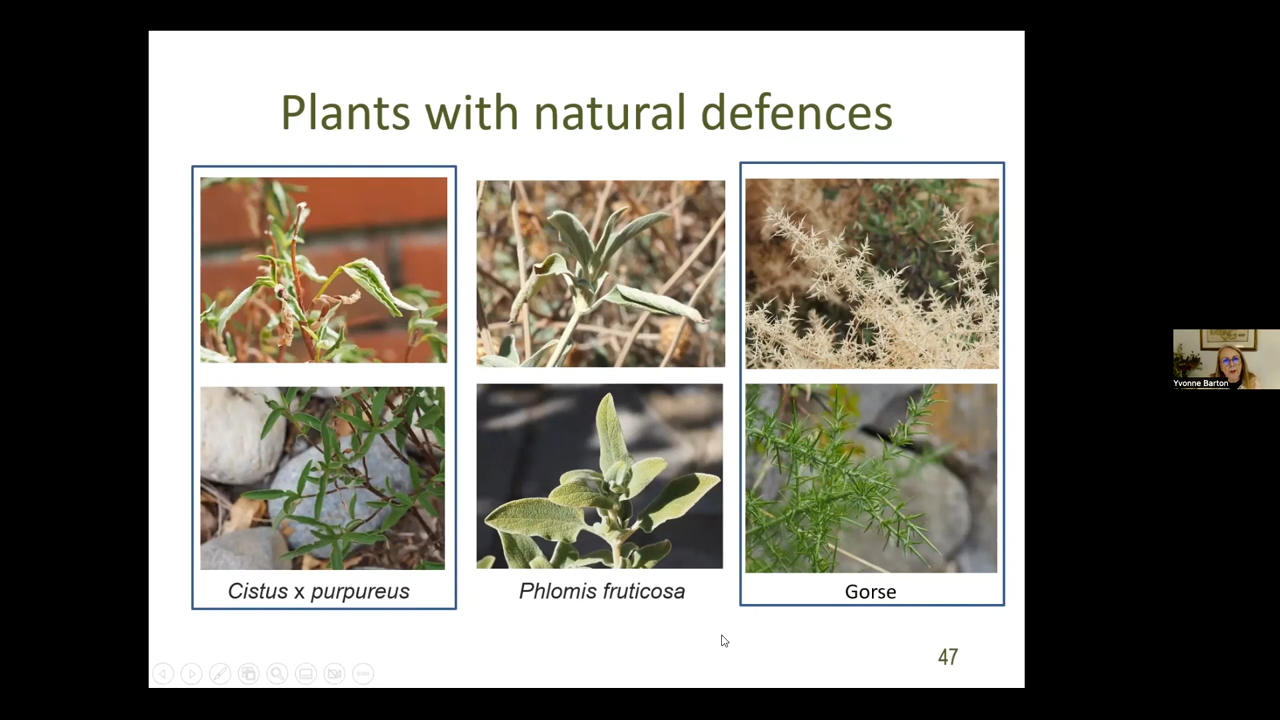 Plants with natural defences
Cistus x purpureus
Phlomis fruticosa
Gorse
47
Yvonne Barton